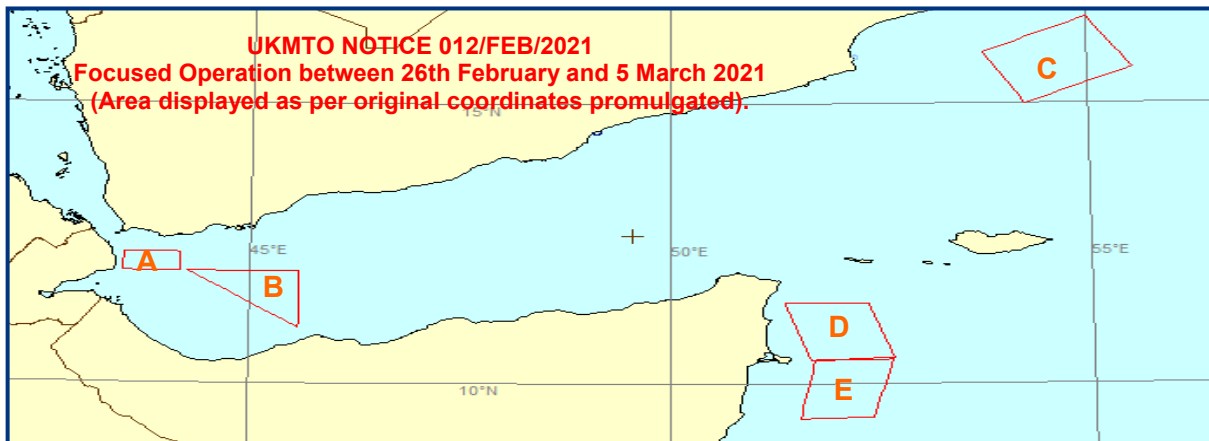 UKMTO NOTICE 012/FEB/2021
Focused Operation between 26th February and 5 March 2021
(Area displayed as per original coordinates promulgated).
C
15°N
A
45°E
B
50°E
55°E
D
E
10°N